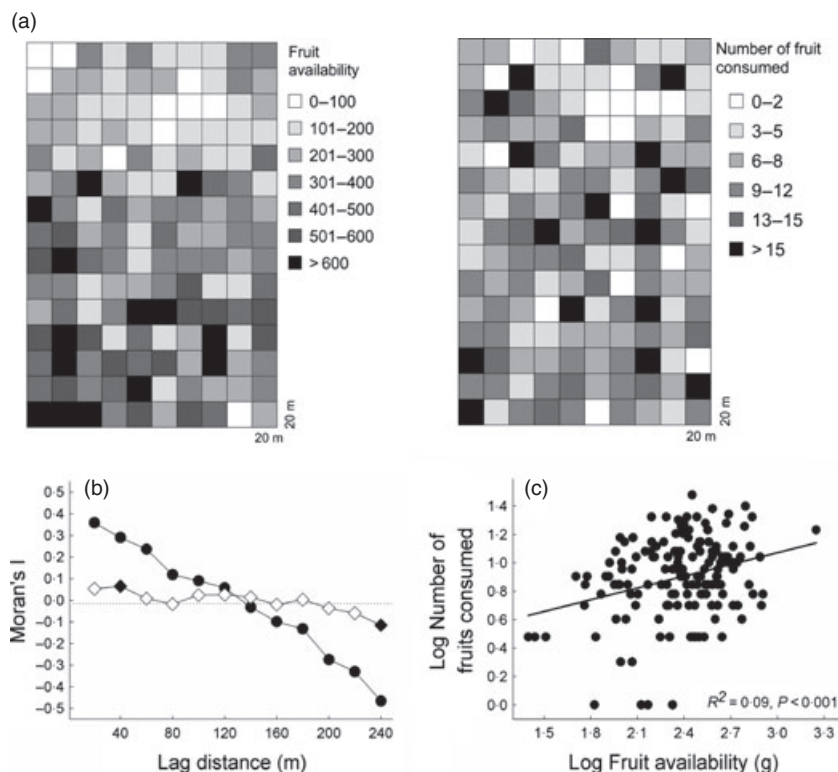 (a)
Fruit
availability
0–100
101–200
201–300
301–400
401–500
501–600
> 600
20 m
20 m
Number of fruit
consumed
0–2
3–5
6–8
9–12
13–15
> 15
20 m
20 m
(b)
0·5
0·4
0·3
0·2
0·1
0·0
–0·1
–0·2
–0·3
–0·4
–0·5
Moran's I
40 80 120 160 200 240
Lag distance (m)
(c)
1·4
1·2
1·0
0·8
0·6
0·4
0·2
0·0
Log Number of
fruits consumed
R² = 0·09, P < 0·001
1·5 1·8 2·1 2·4 2·7 3·0 3·3
Log Fruit availability (g)